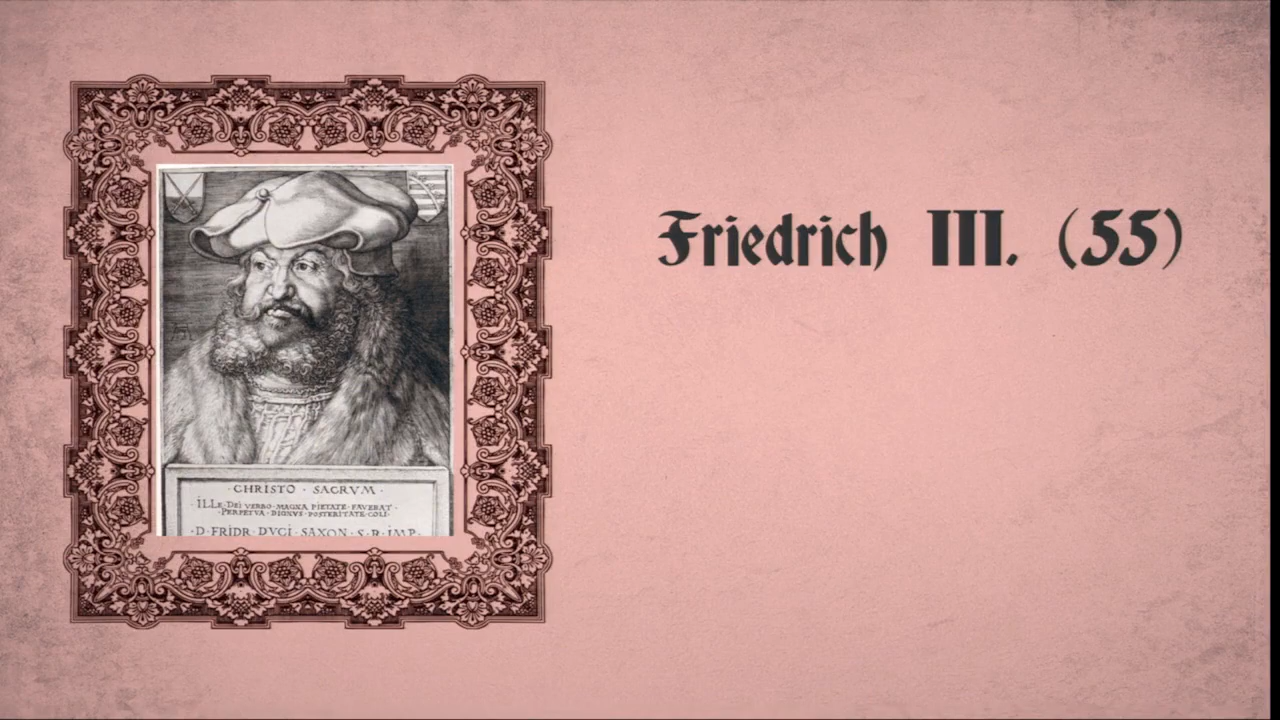 Friedrich III. (55)
·CHRISTO·SACRVM·
ILLE·DEI VERBO·MAGNA PIETATE·FAVEBAT·
·PERPETVA·DIGNVS·POSTERITATE·COLI·
·D·FRIDR·DVCI·SAXON·S·R·IMP·